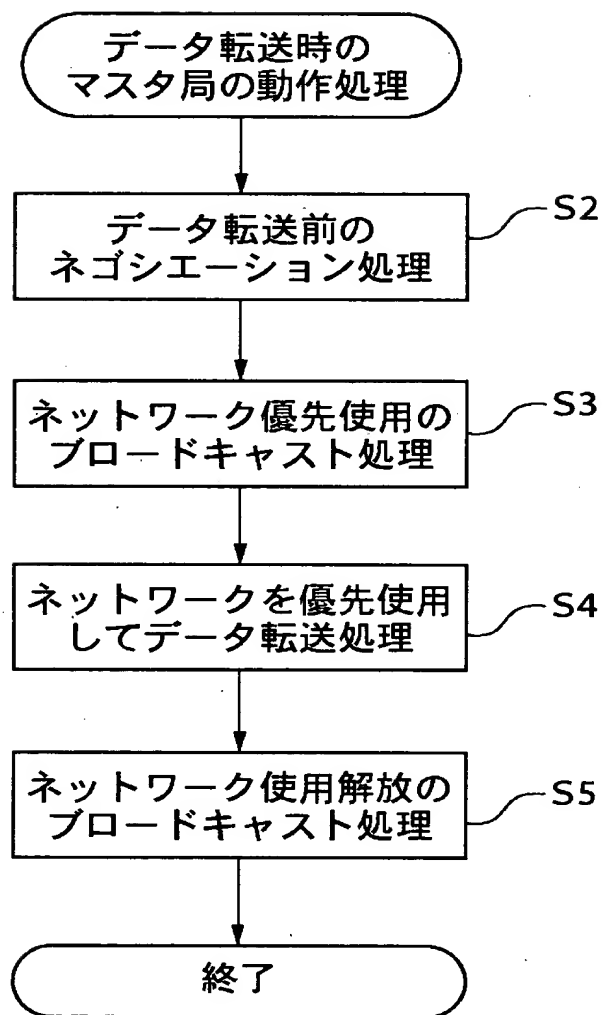 データ転送時の
マスタ局の動作処理
データ転送前の
ネゴシエーション処理
S2
ネットワーク優先使用の
ブロードキャスト処理
S3
ネットワークを優先使用
してデータ転送処理
S4
ネットワーク使用解放の
ブロードキャスト処理
S5
終了